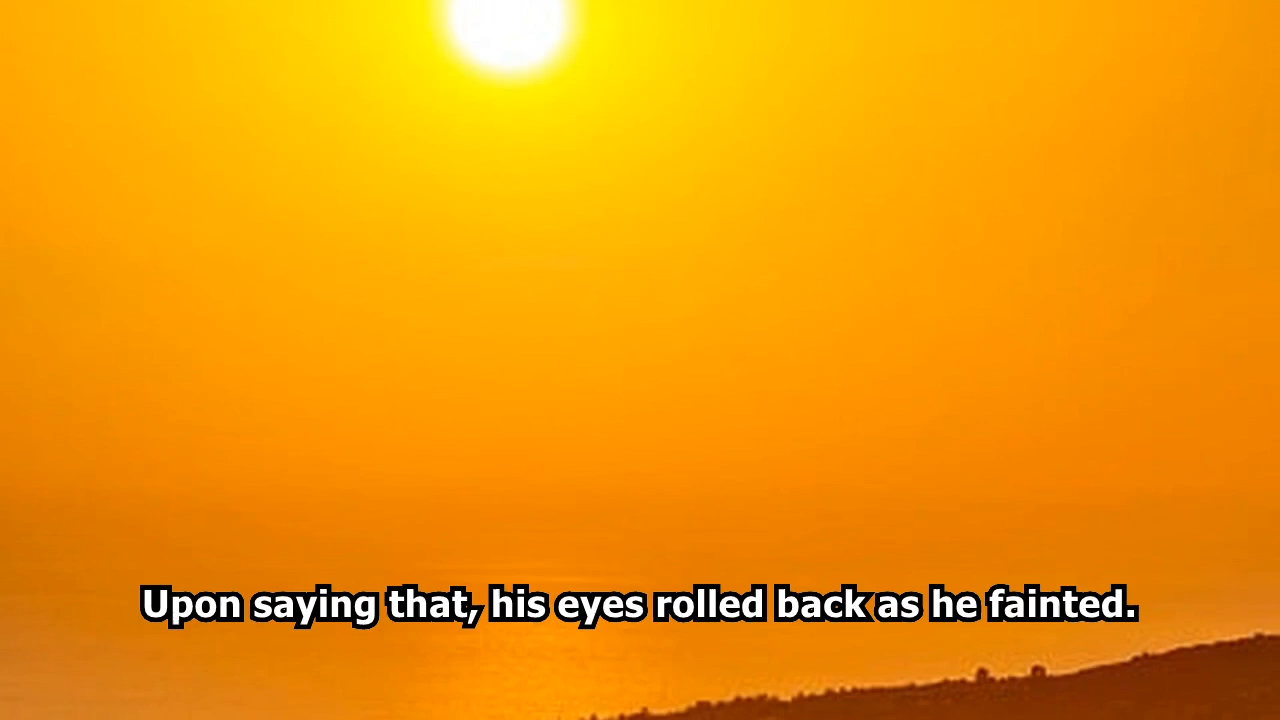 Upon saying that, his eyes rolled back as he fainted.